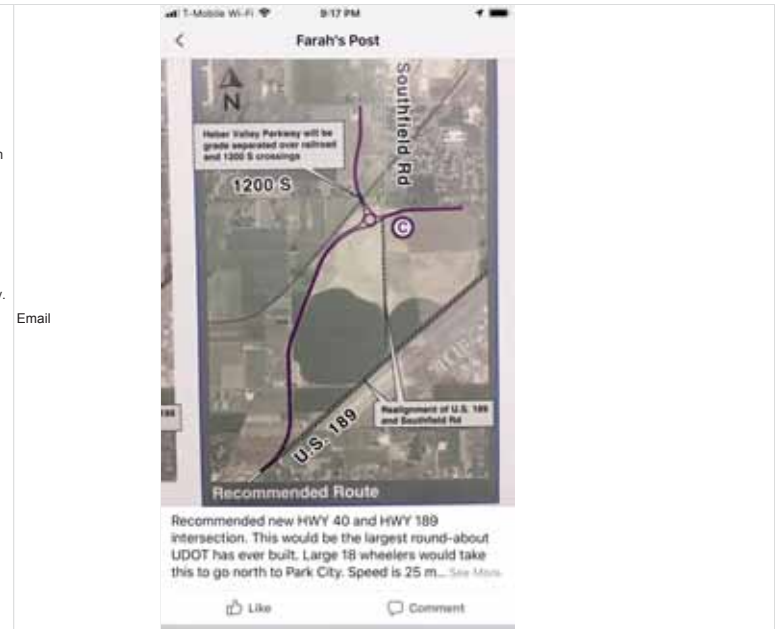 T-Mobile Wi-Fi 9:17 PM
Farah's Post
N
Heber Valley Parkway will be
grade separated over railroad
and 1200 S crossings
1200 S
Southfield Rd
C
Email
Realignment of U.S. 189
and Southfield Rd
U.S. 189
Recommended Route
Recommended new HWY 40 and HWY 189
intersection. This would be the largest round-about
UDOT has ever built. Large 18 wheelers would take
this to go north to Park City. Speed is 25 m... See More
Like Comment